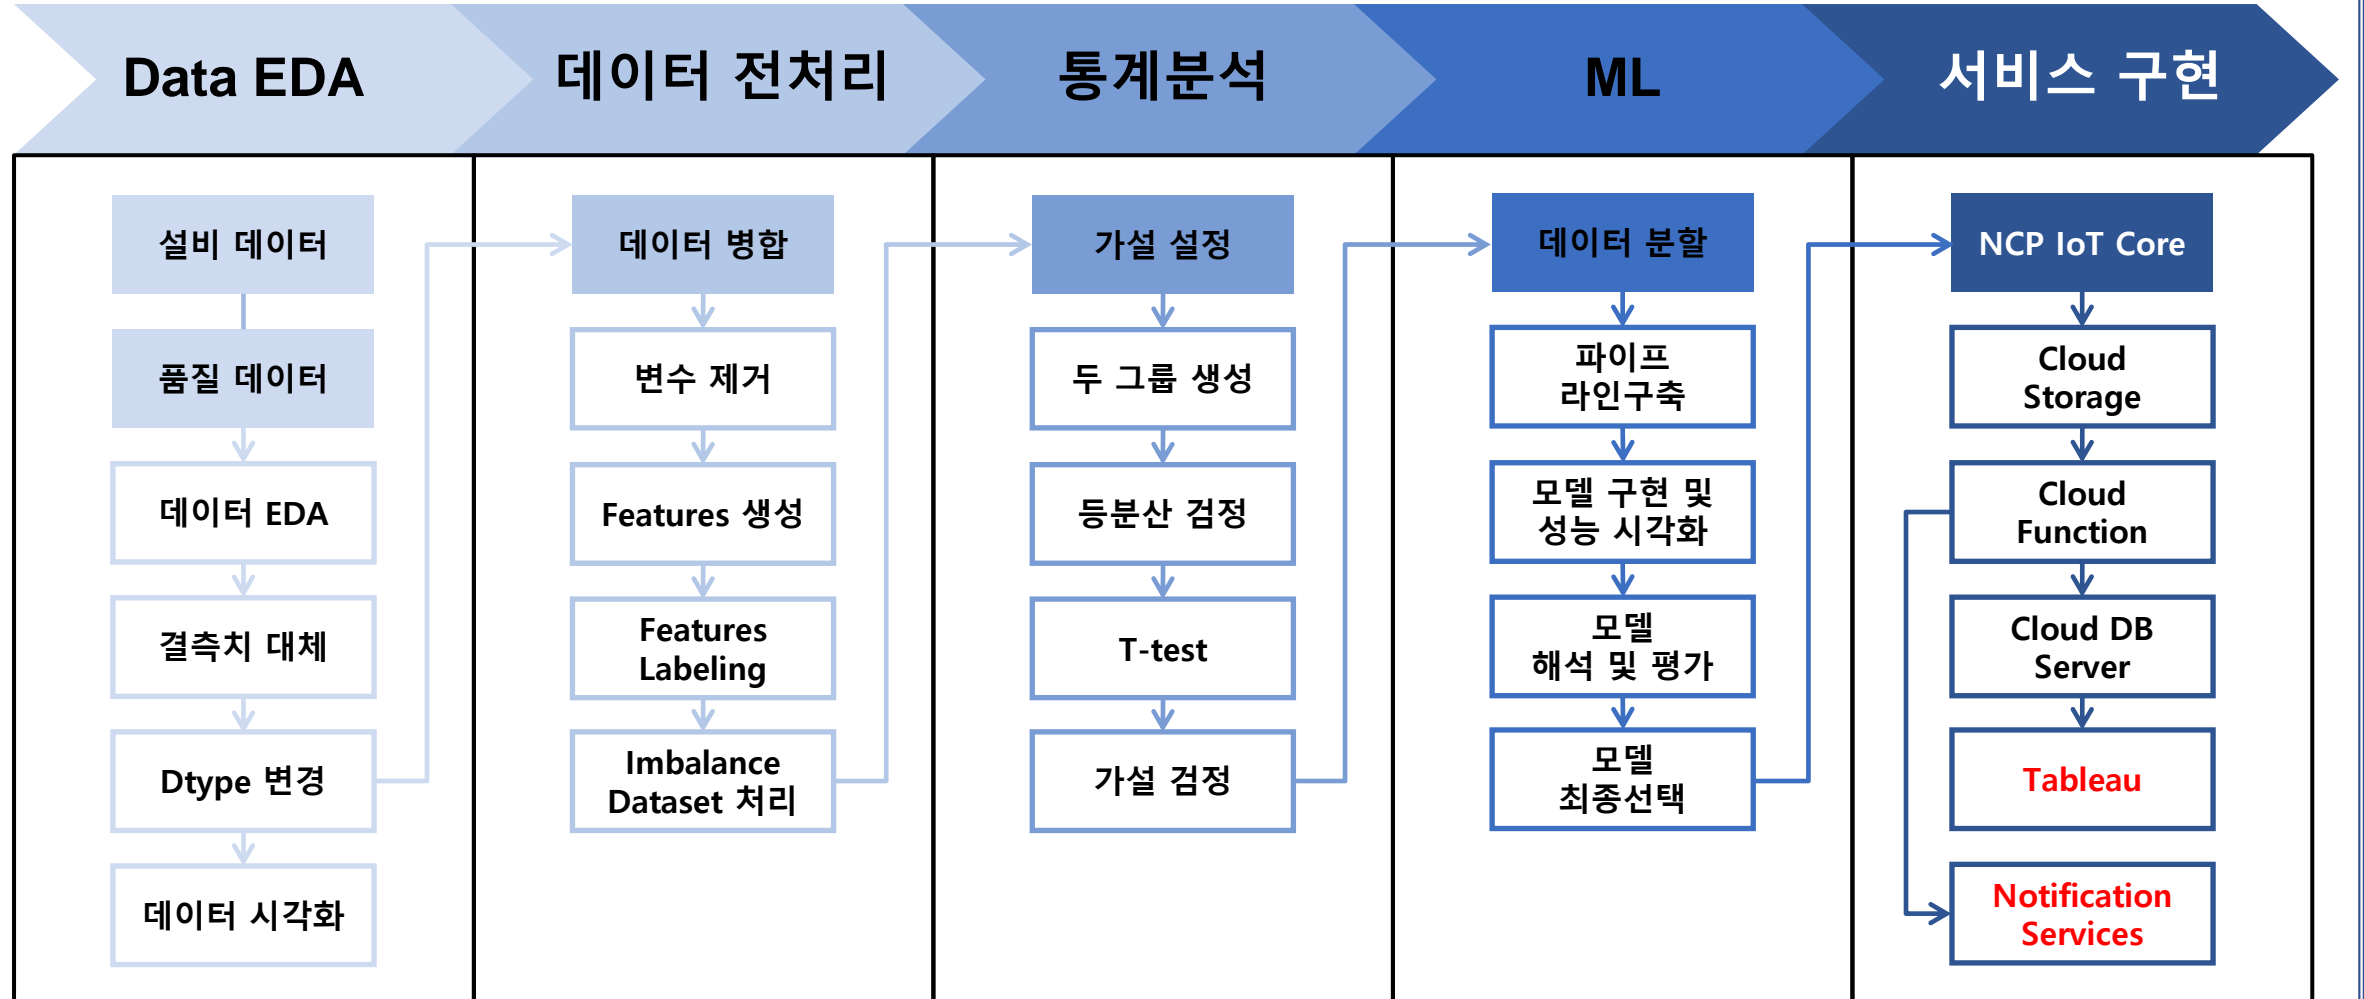 Data EDA
데이터 전처리
통계분석
ML
서비스 구현
설비 데이터
품질 데이터
데이터 EDA
결측치 대체
Dtype 변경
데이터 시각화
데이터 병합
변수 제거
Features 생성
Features
Labeling
Imbalance
Dataset 처리
가설 설정
두 그룹 생성
등분산 검정
T-test
가설 검정
데이터 분할
파이프
라인구축
모델 구현 및
성능 시각화
모델
해석 및 평가
모델
최종선택
NCP IoT Core
Cloud
Storage
Cloud
Function
Cloud DB
Server
Tableau
Notification
Services